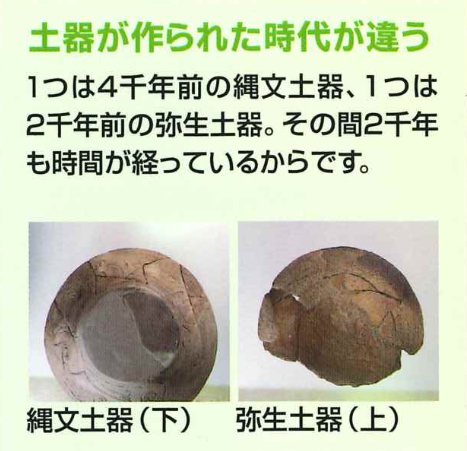 土器が作られた時代が違う
1つは4千年前の縄文土器、1つは
2千年前の弥生土器。その間2千年
も時間が経っているからです。
縄文土器(下)
弥生土器(上)